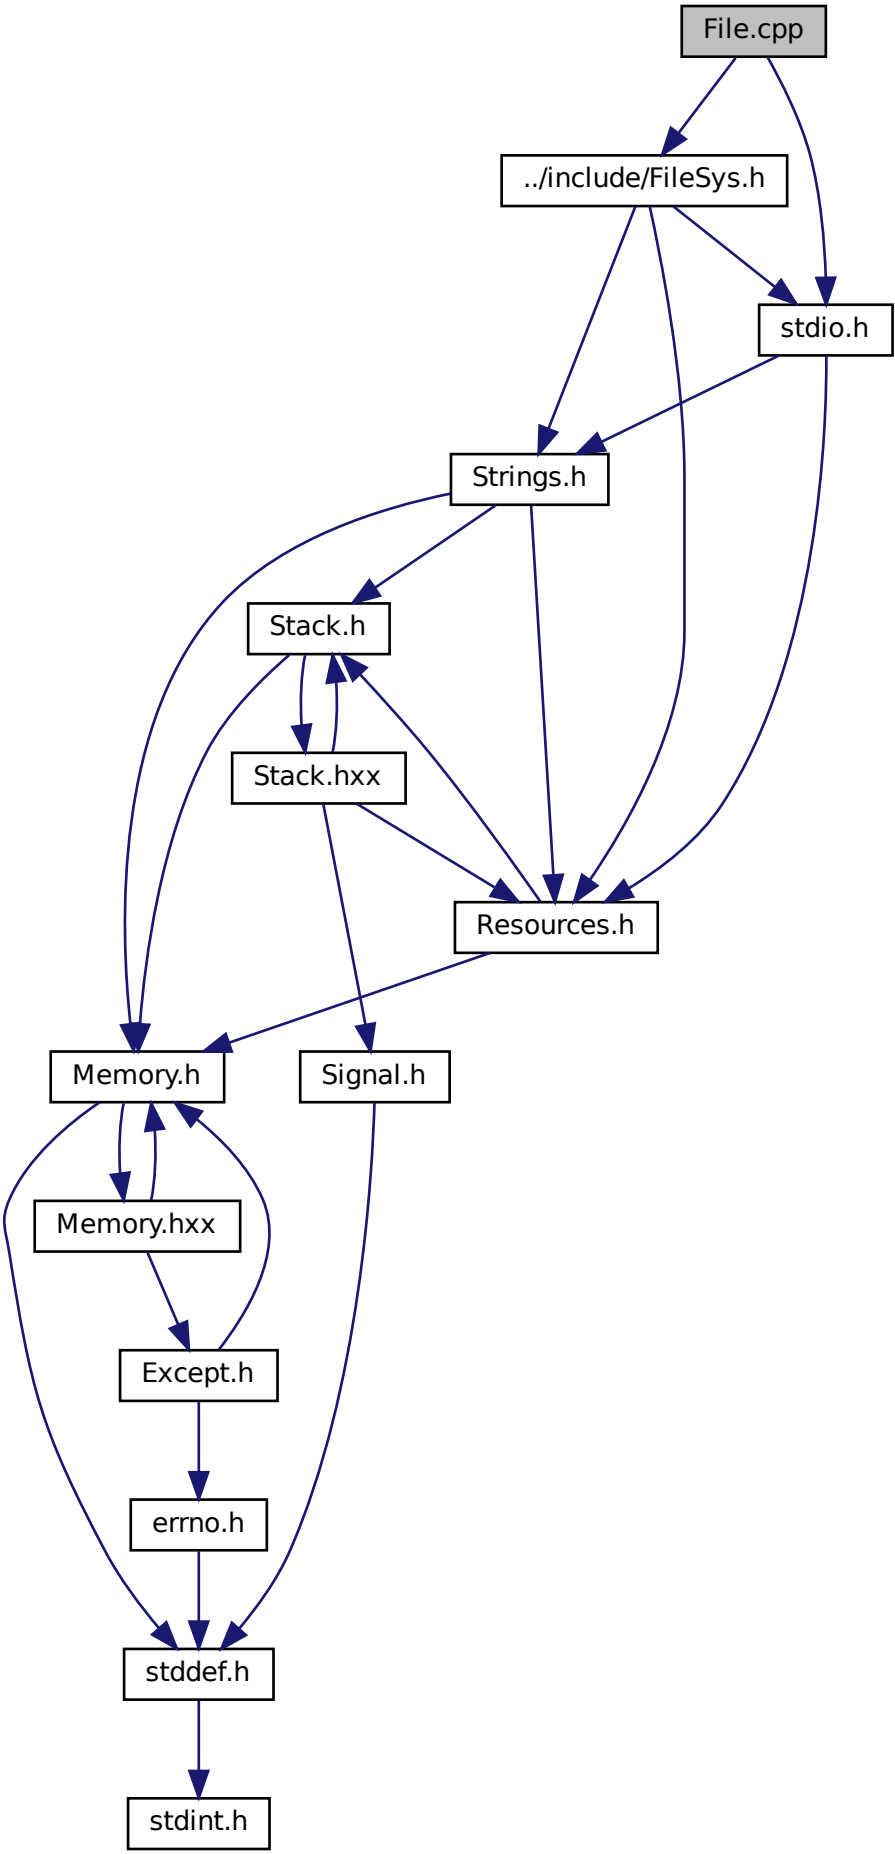 File.cpp
../include/FileSys.h
stdio.h
Strings.h
Stack.h
Stack.hxx
Resources.h
Memory.h
Signal.h
Memory.hxx
Except.h
errno.h
stddef.h
stdint.h